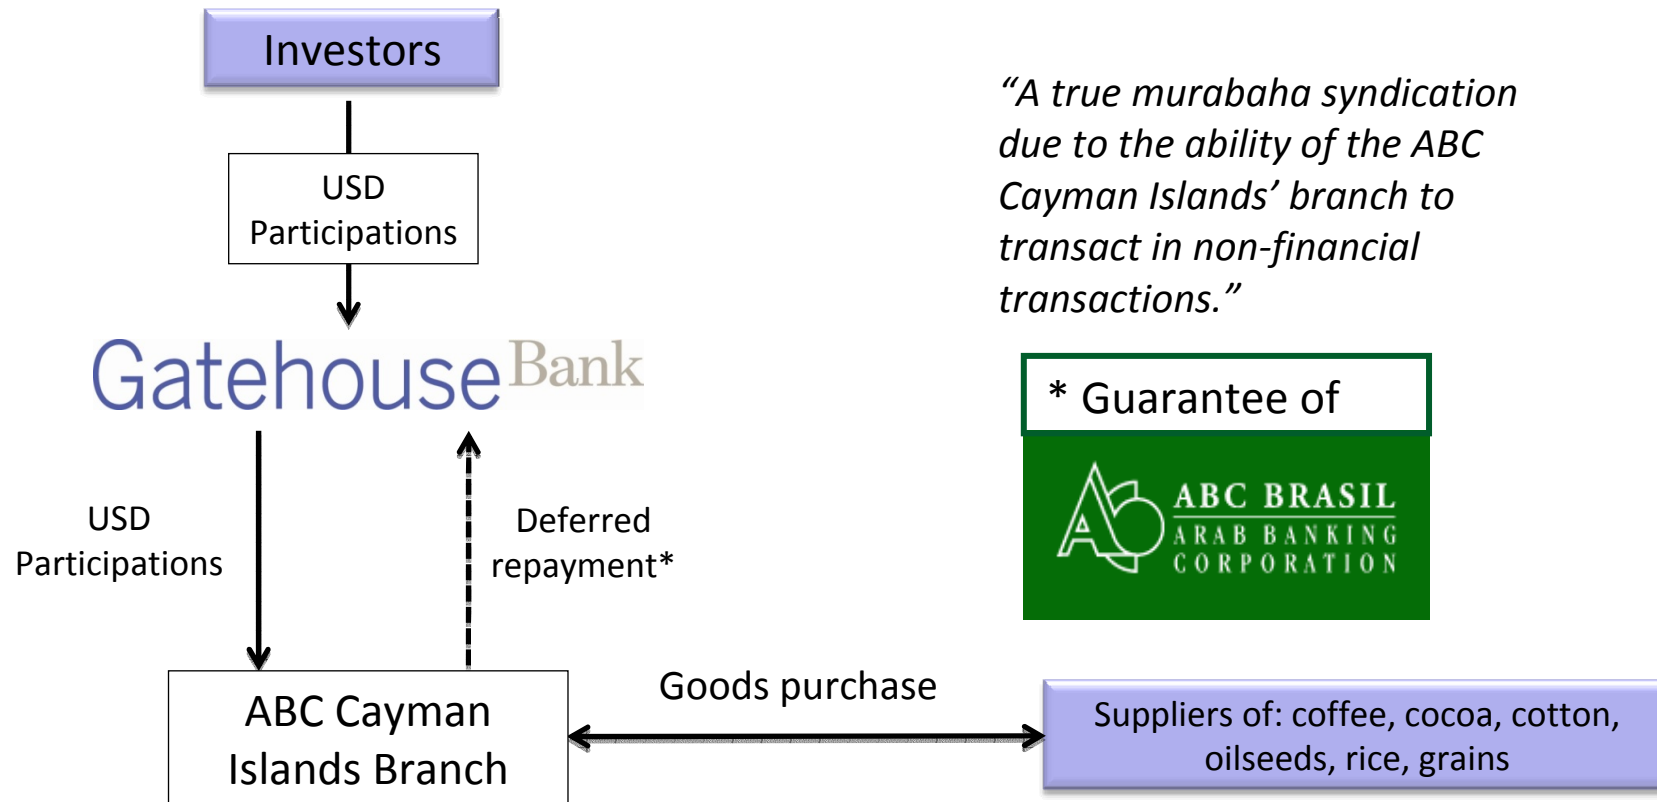 Investors
USD
Participations
Gatehouse Bank
USD
Participations
Deferred
repayment*
ABC Cayman
Islands Branch
Goods purchase
Suppliers of: coffee, cocoa, cotton,
oilseeds, rice, grains
“A true murabaha syndication
due to the ability of the ABC
Cayman Islands’ branch to
transact in non-financial
transactions.”
* Guarantee of
ABC BRASIL
ARAB BANKING
CORPORATION